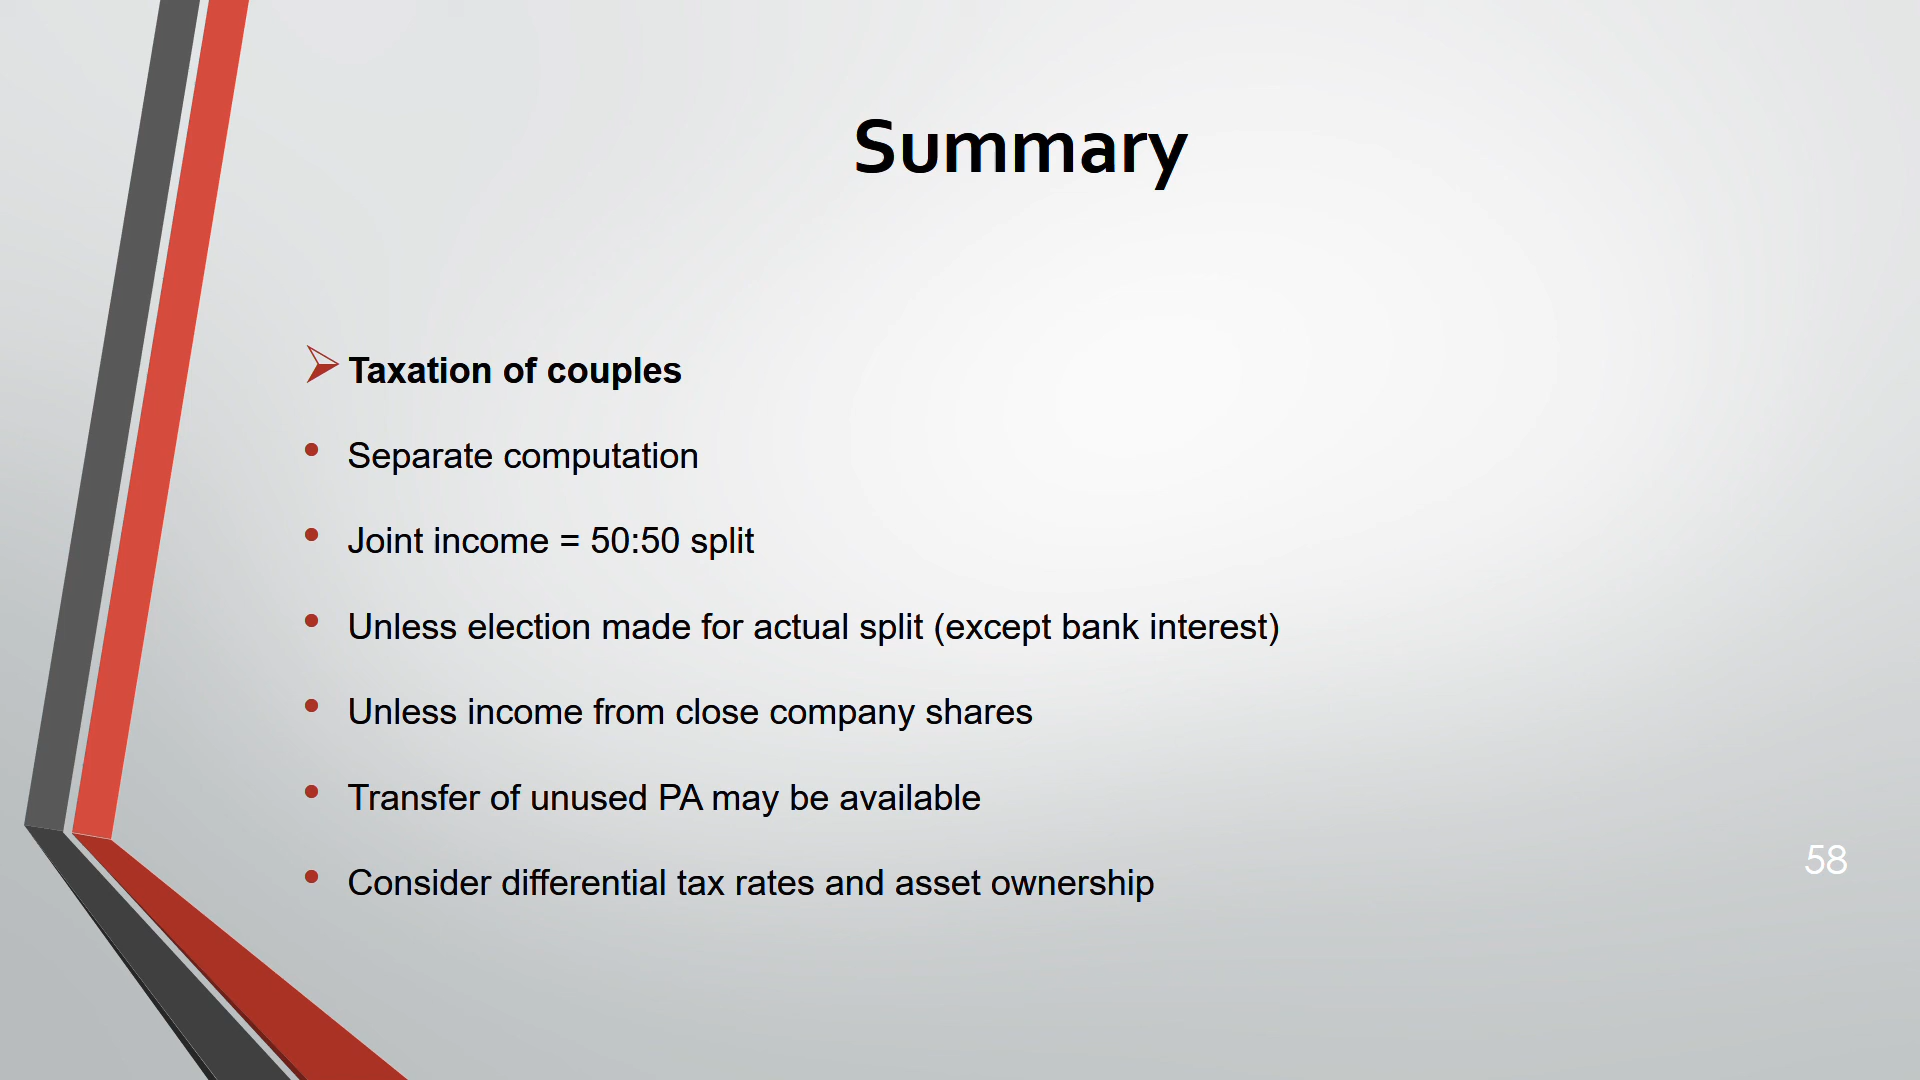 Summary
Taxation of couples
Separate computation
Joint income = 50:50 split
Unless election made for actual split (except bank interest)
Unless income from close company shares
Transfer of unused PA may be available
Consider differential tax rates and asset ownership
58